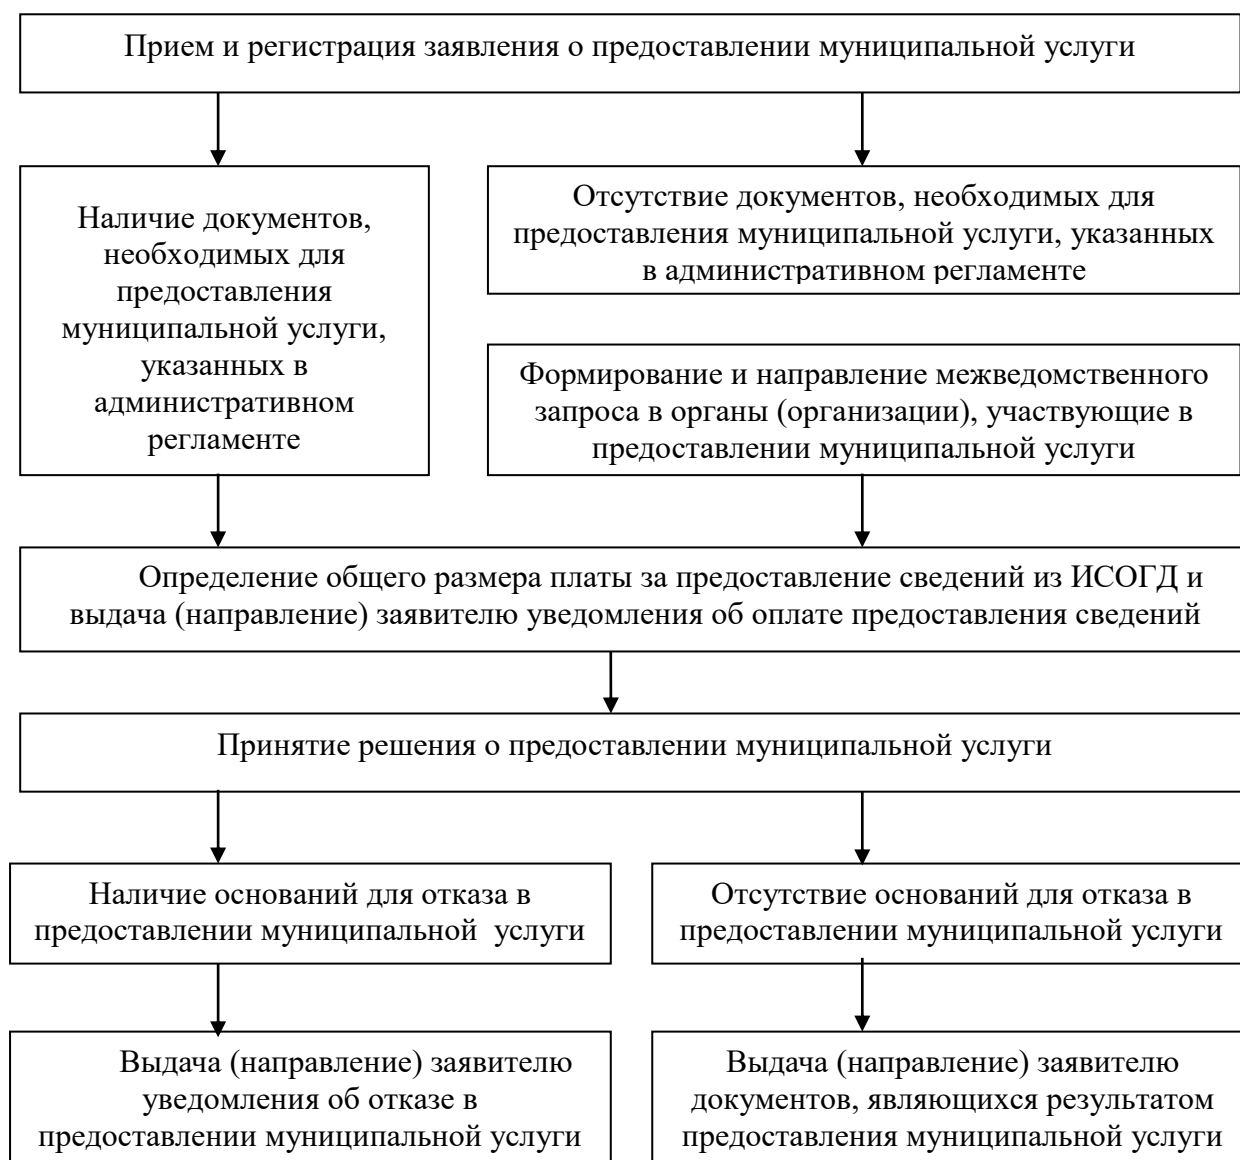 Прием и регистрация заявления о предоставлении муниципальной услуги
Наличие документов,
необходимых для
предоставления
муниципальной услуги,
указанных в
административном
регламенте
Отсутствие документов, необходимых для
предоставления муниципальной услуги, указанных
в административном регламенте
Формирование и направление межведомственного
запроса в органы (организации), участвующие в
предоставлении муниципальной услуги
Определение общего размера платы за предоставление сведений из ИСОГД и
выдача (направление) заявителю уведомления об оплате предоставления сведений
Принятие решения о предоставлении муниципальной услуги
Наличие оснований для отказа в
предоставлении муниципальной услуги
Отсутствие оснований для отказа в
предоставлении муниципальной услуги
Выдача (направление) заявителю
уведомления об отказе в
предоставлении муниципальной услуги
Выдача (направление) заявителю
документов, являющихся результатом
предоставления муниципальной услуги